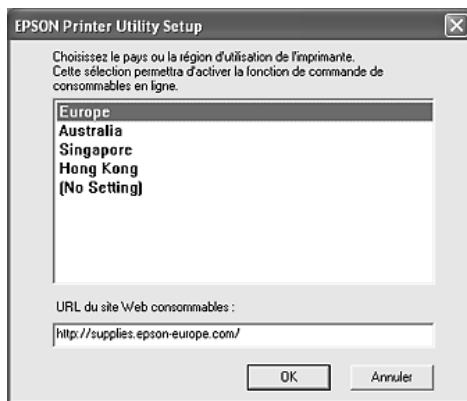 EPSON Printer Utility Setup
Choisissez le pays ou la région d'utilisation de l'imprimante.
Cette sélection permettra d'activer la fonction de commande de
consommables en ligne.
Europe
Australia
Singapore
Hong Kong
(No Setting)
URL du site Web consommables :
http://supplies.epson-europe.com/
OK
Annuler